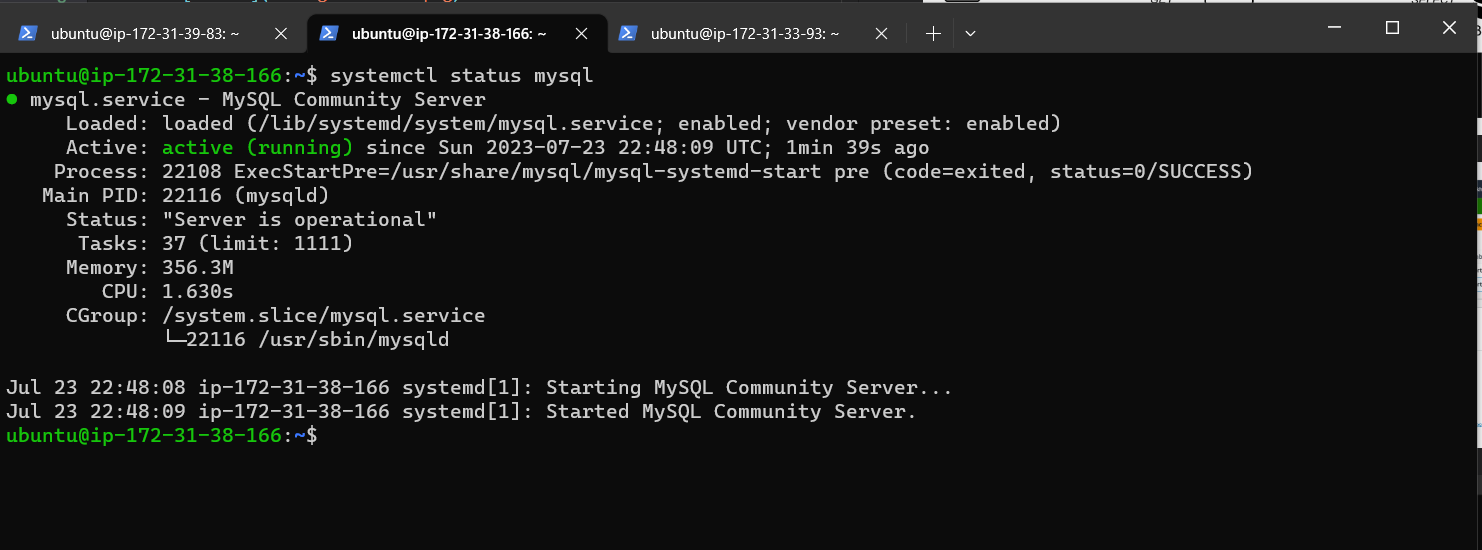 ubuntu@ip-172-31-39-83: ~ ubuntu@ip-172-31-38-166: ~ ubuntu@ip-172-31-33-93: ~
ubuntu@ip-172-31-38-166:~$ systemctl status mysql
● mysql.service - MySQL Community Server
Loaded: loaded (/lib/systemd/system/mysql.service; enabled; vendor preset: enabled)
Active: active (running) since Sun 2023-07-23 22:48:09 UTC; 1min 39s ago
Process: 22108 ExecStartPre=/usr/share/mysql/mysql-systemd-start pre (code=exited, status=0/SUCCESS)
Main PID: 22116 (mysqld)
Status: "Server is operational"
Tasks: 37 (limit: 1111)
Memory: 356.3M
CPU: 1.630s
CGroup: /system.slice/mysql.service
└─22116 /usr/sbin/mysqld
Jul 23 22:48:08 ip-172-31-38-166 systemd[1]: Starting MySQL Community Server...
Jul 23 22:48:09 ip-172-31-38-166 systemd[1]: Started MySQL Community Server.
ubuntu@ip-172-31-38-166:~$